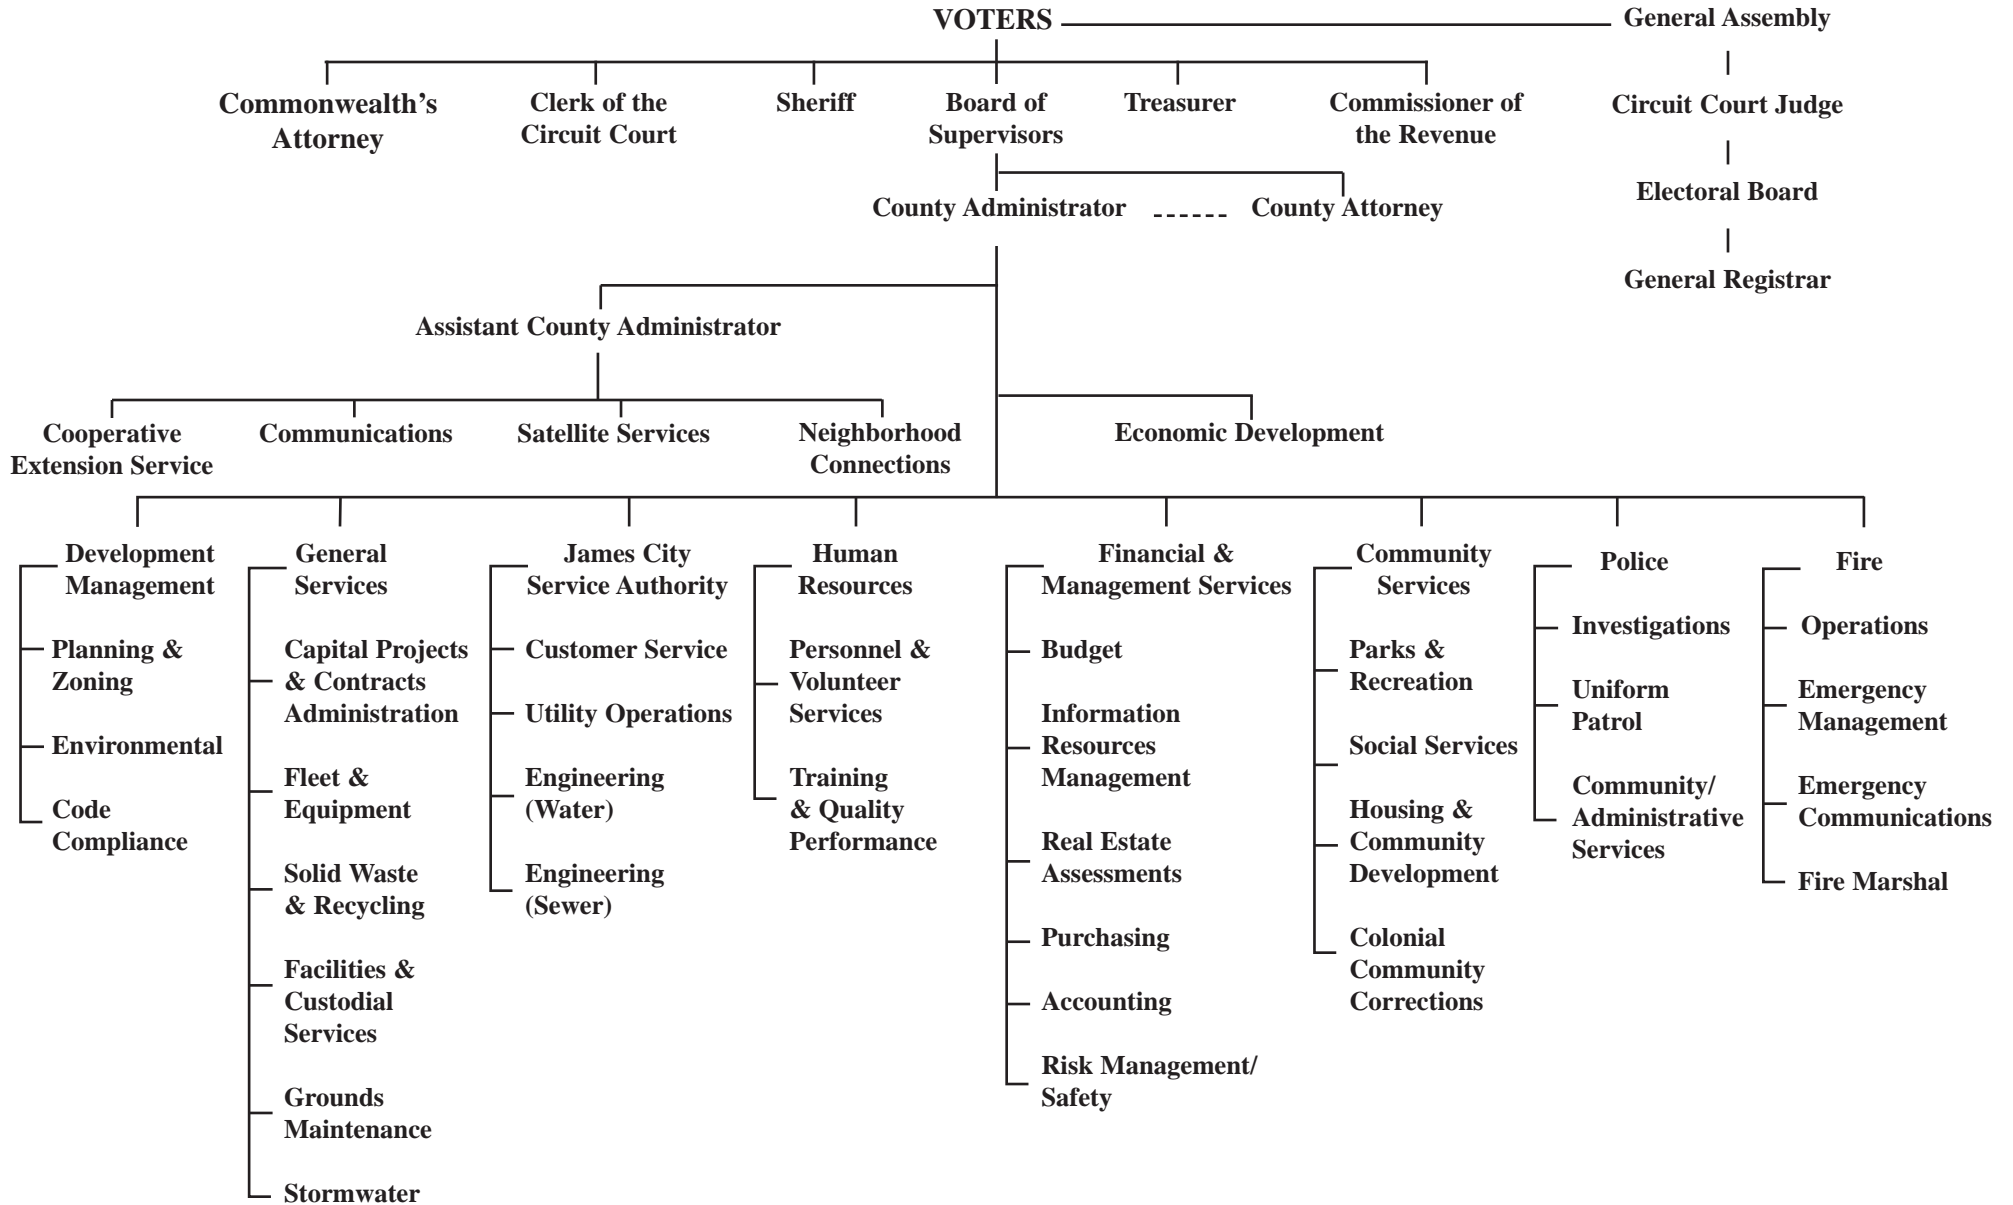 VOTERS
General Assembly
Commonwealth's
Attorney
Clerk of the
Circuit Court
Sheriff
Board of
Supervisors
Treasurer
Commissioner of
the Revenue
Circuit Court Judge
Electoral Board
General Registrar
County Administrator
County Attorney
Assistant County Administrator
Cooperative
Extension Service
Communications
Satellite Services
Neighborhood
Connections
Economic Development
Development
Management
Planning &
Zoning
Environmental
Code
Compliance
General
Services
Capital Projects
& Contracts
Administration
Fleet &
Equipment
Solid Waste
& Recycling
Facilities &
Custodial
Services
Grounds
Maintenance
Stormwater
James City
Service Authority
Customer Service
Utility Operations
Engineering
(Water)
Engineering
(Sewer)
Human
Resources
Personnel &
Volunteer
Services
Training
& Quality
Performance
Financial &
Management Services
Budget
Information
Resources
Management
Real Estate
Assessments
Purchasing
Accounting
Risk Management/
Safety
Community
Services
Parks &
Recreation
Social Services
Housing &
Community
Development
Colonial
Community
Corrections
Police
Investigations
Uniform
Patrol
Community/
Administrative
Services
Fire
Operations
Emergency
Management
Emergency
Communications
Fire Marshal